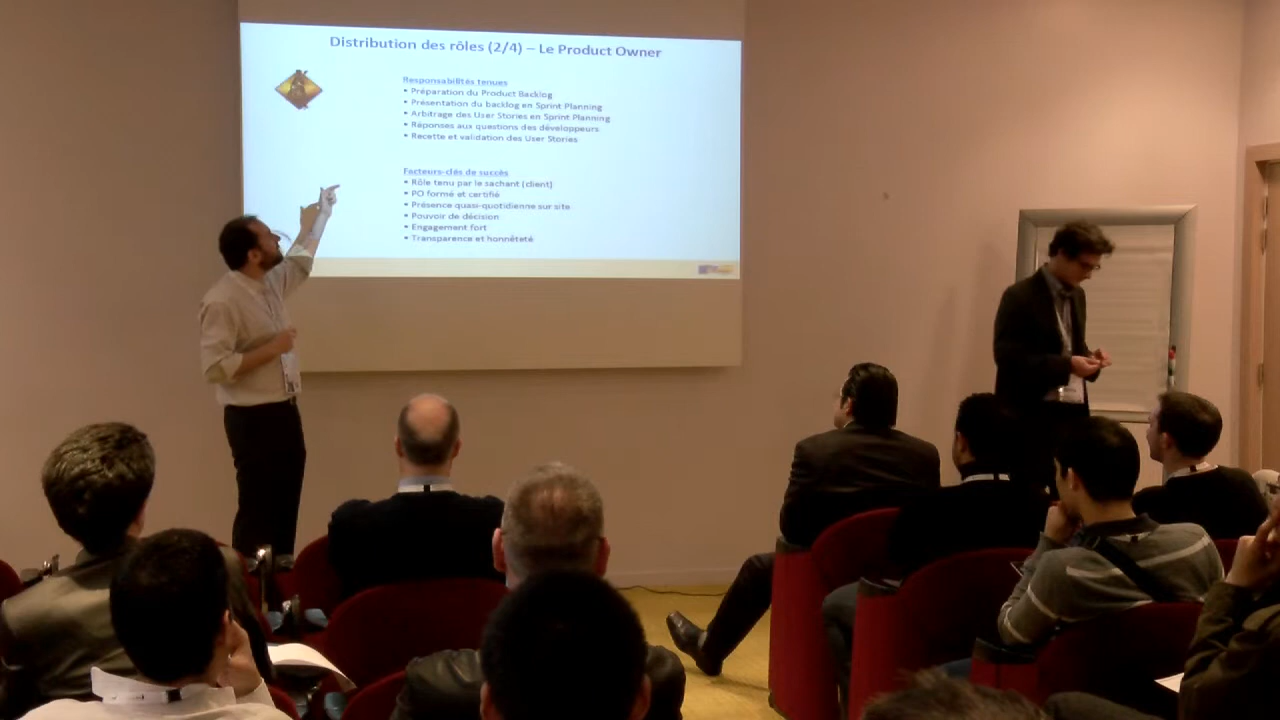 Distribution des rôles (2/4) – Le Product Owner
Responsabilités tenues
▪ Préparation du Product Backlog
▪ Présentation du backlog en Sprint Planning
▪ Arbitrage des User Stories en Sprint Planning
▪ Réponses aux questions des développeurs
▪ Recette et validation des User Stories
Facteurs-clés de succès
▪ Rôle tenu par le sachant (client)
▪ PO formé et certifié
▪ Présence quasi-quotidienne sur site
▪ Pouvoir de décision
▪ Engagement fort
▪ Transparence et honnêteté